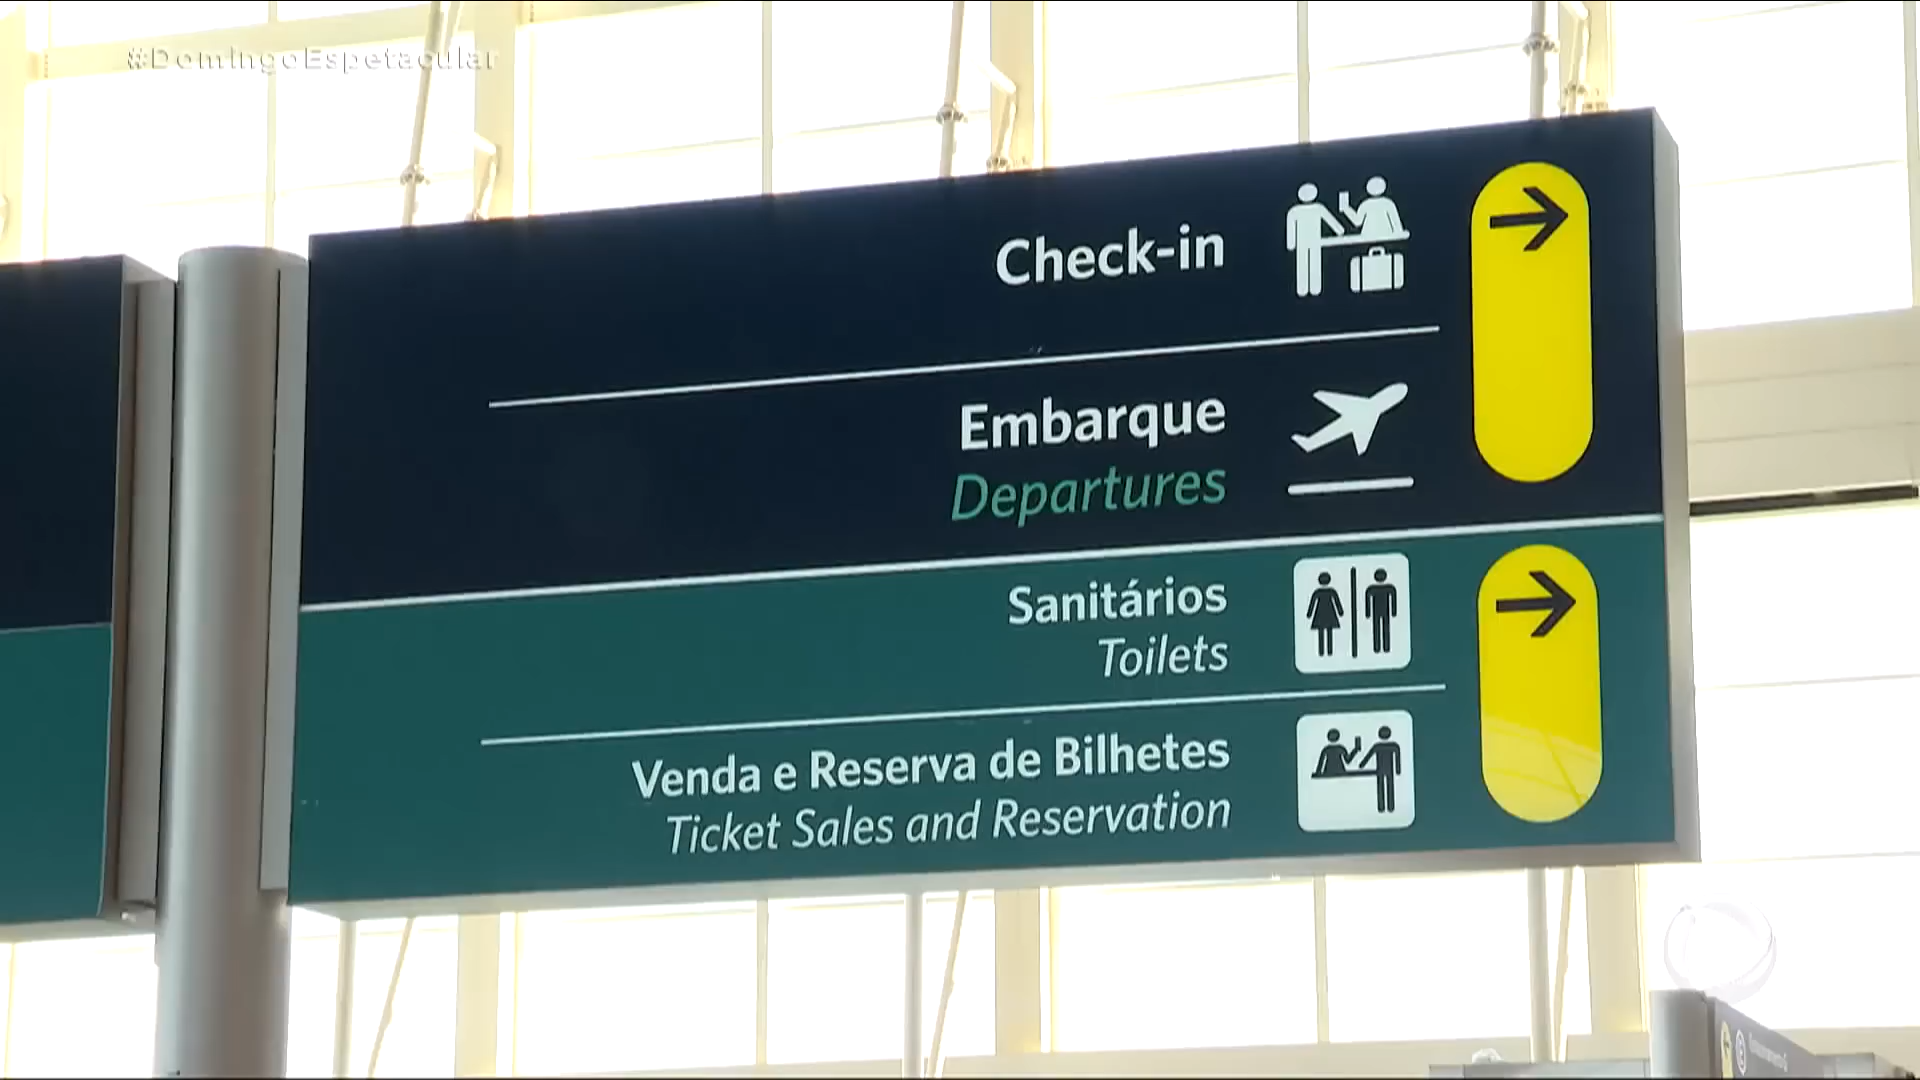 #DomingoEspetacular
Check-in
Embarque
Departures
Sanitários
Toilets
Venda e Reserva de Bilhetes
Ticket Sales and Reservation